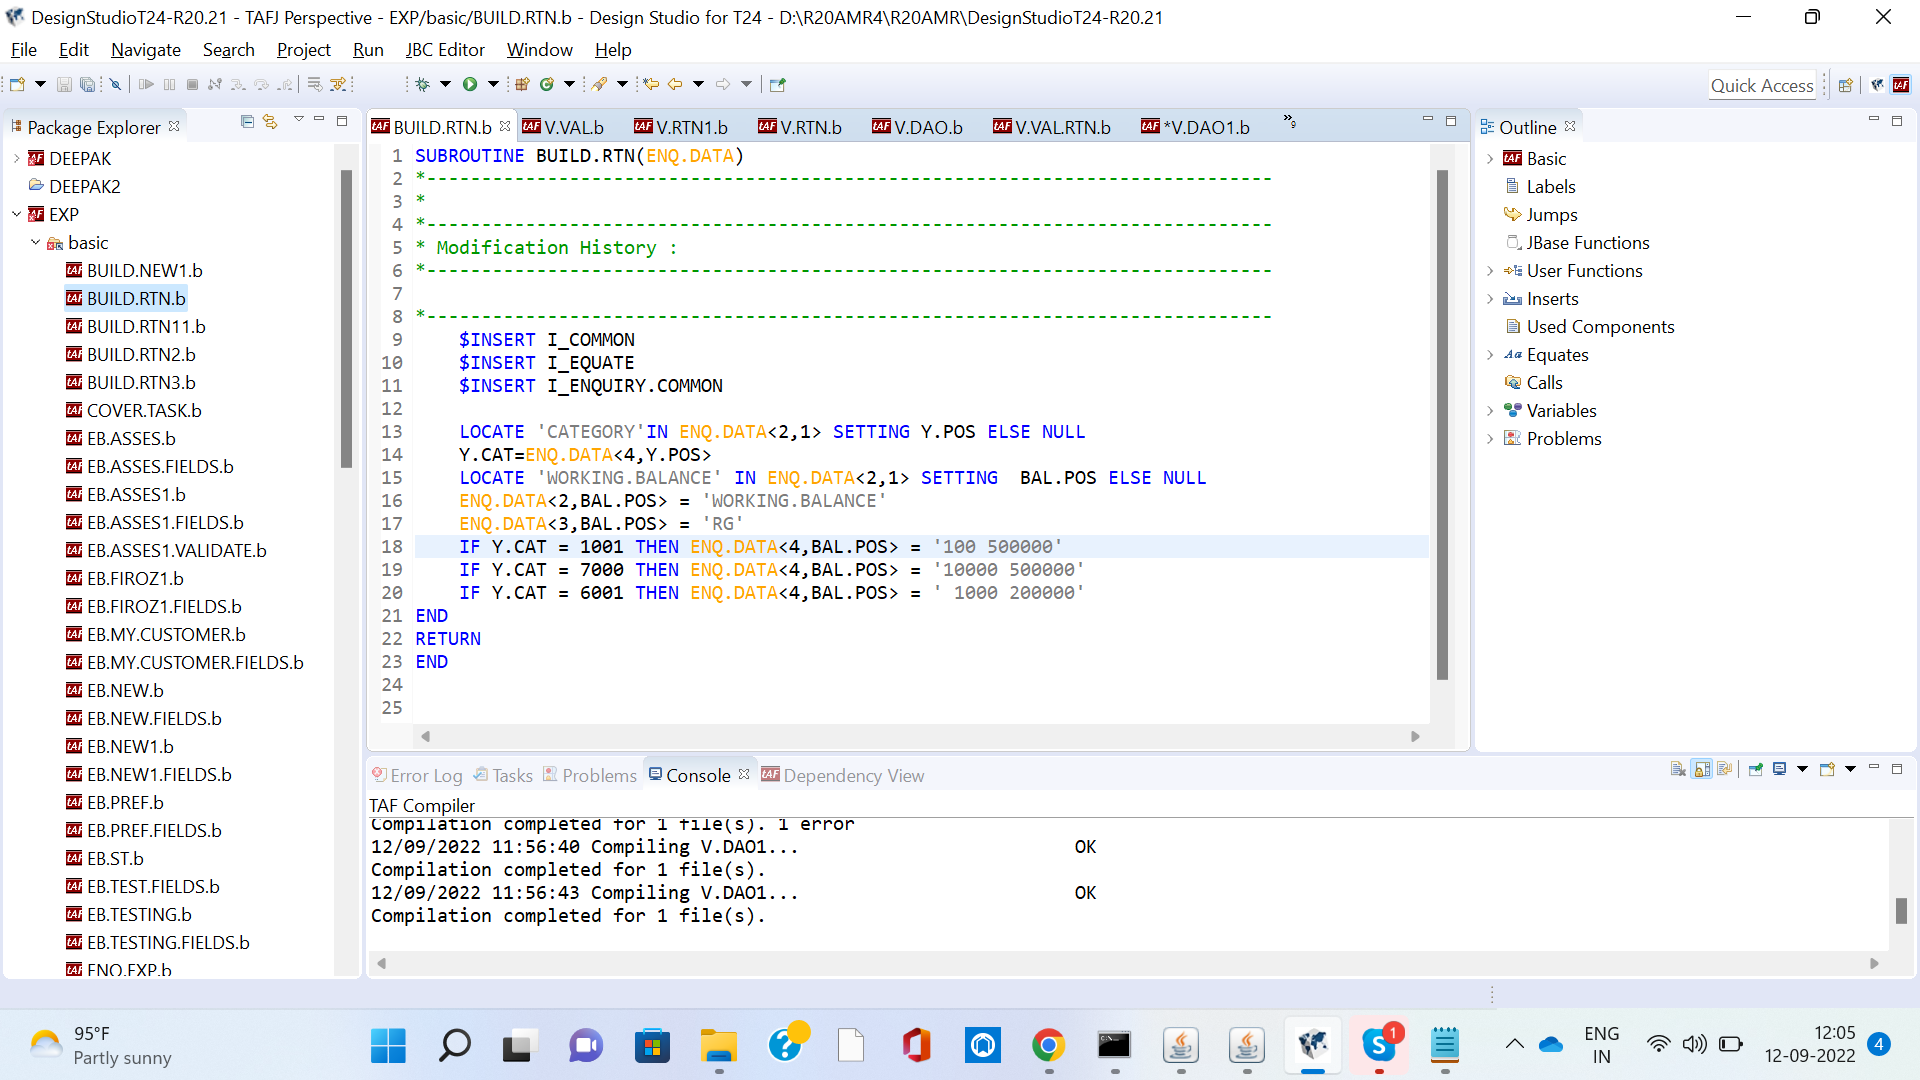 DesignStudioT24-R20.21 - TAFJ Perspective - EXP/basic/BUILD.RTN.b - Design Studio for T24 - D:\R20AMR4\R20AMR\DesignStudioT24-R20.21
File Edit Navigate Search Project Run JBC Editor Window Help
Quick Access
Package Explorer
DEEPAK
DEEPAK2
EXP
basic
BUILD.NEW1.b
BUILD.RTN.b
BUILD.RTN11.b
BUILD.RTN2.b
BUILD.RTN3.b
COVER.TASK.b
EB.ASSES.b
EB.ASSES.FIELDS.b
EB.ASSES1.b
EB.ASSES1.FIELDS.b
EB.ASSES1.VALIDATE.b
EB.FIROZ1.b
EB.FIROZ1.FIELDS.b
EB.MY.CUSTOMER.b
EB.MY.CUSTOMER.FIELDS.b
EB.NEW.b
EB.NEW.FIELDS.b
EB.NEW1.b
EB.NEW1.FIELDS.b
EB.PREF.b
EB.PREF.FIELDS.b
EB.ST.b
EB.TEST.FIELDS.b
EB.TESTING.b
EB.TESTING.FIELDS.b
ENQ.EXP.b
BUILD.RTN.b V.VAL.b V.RTN1.b V.RTN.b V.DAO.b V.VAL.RTN.b *V.DAO1.b »9
1 SUBROUTINE BUILD.RTN(ENQ.DATA)
2 *-----------------------------------------------------------------------------
3 *
4 *-----------------------------------------------------------------------------
5 * Modification History :
6 *-----------------------------------------------------------------------------
7
8 *-----------------------------------------------------------------------------
9     $INSERT I_COMMON
10     $INSERT I_EQUATE
11     $INSERT I_ENQUIRY.COMMON
12
13     LOCATE 'CATEGORY'IN ENQ.DATA<2,1> SETTING Y.POS ELSE NULL
14     Y.CAT=ENQ.DATA<4,Y.POS>
15     LOCATE 'WORKING.BALANCE' IN ENQ.DATA<2,1> SETTING  BAL.POS ELSE NULL
16     ENQ.DATA<2,BAL.POS> = 'WORKING.BALANCE'
17     ENQ.DATA<3,BAL.POS> = 'RG'
18     IF Y.CAT = 1001 THEN ENQ.DATA<4,BAL.POS> = '100 500000'
19     IF Y.CAT = 7000 THEN ENQ.DATA<4,BAL.POS> = '10000 500000'
20     IF Y.CAT = 6001 THEN ENQ.DATA<4,BAL.POS> = ' 1000 200000'
21 END
22 RETURN
23 END
24
25
Outline
Basic
Labels
Jumps
JBase Functions
User Functions
Inserts
Used Components
Equates
Calls
Variables
Problems
Error Log Tasks Problems Console Dependency View
TAF Compiler
Compilation completed for 1 file(s). 1 error
12/09/2022 11:56:40 Compiling V.DAO1... OK
Compilation completed for 1 file(s).
12/09/2022 11:56:43 Compiling V.DAO1... OK
Compilation completed for 1 file(s).
95°F
Partly sunny
1
ENG
IN
12:05
12-09-2022
4